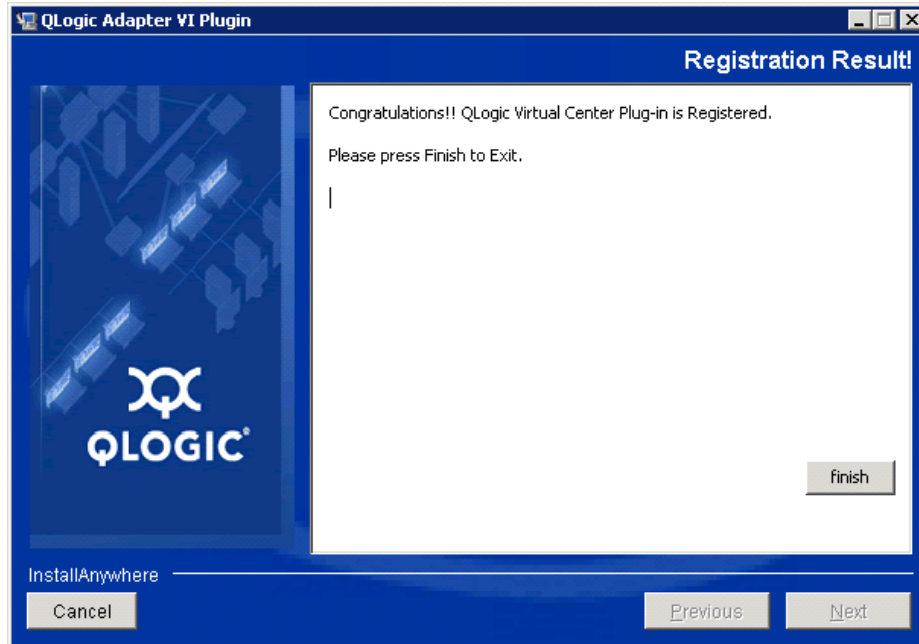 QLogic Adapter VI Plugin
Registration Result!
Congratulations!! QLogic Virtual Center Plug-in is Registered.
Please press Finish to Exit.
QLOGIC
finish
InstallAnywhere
Cancel
Previous
Next